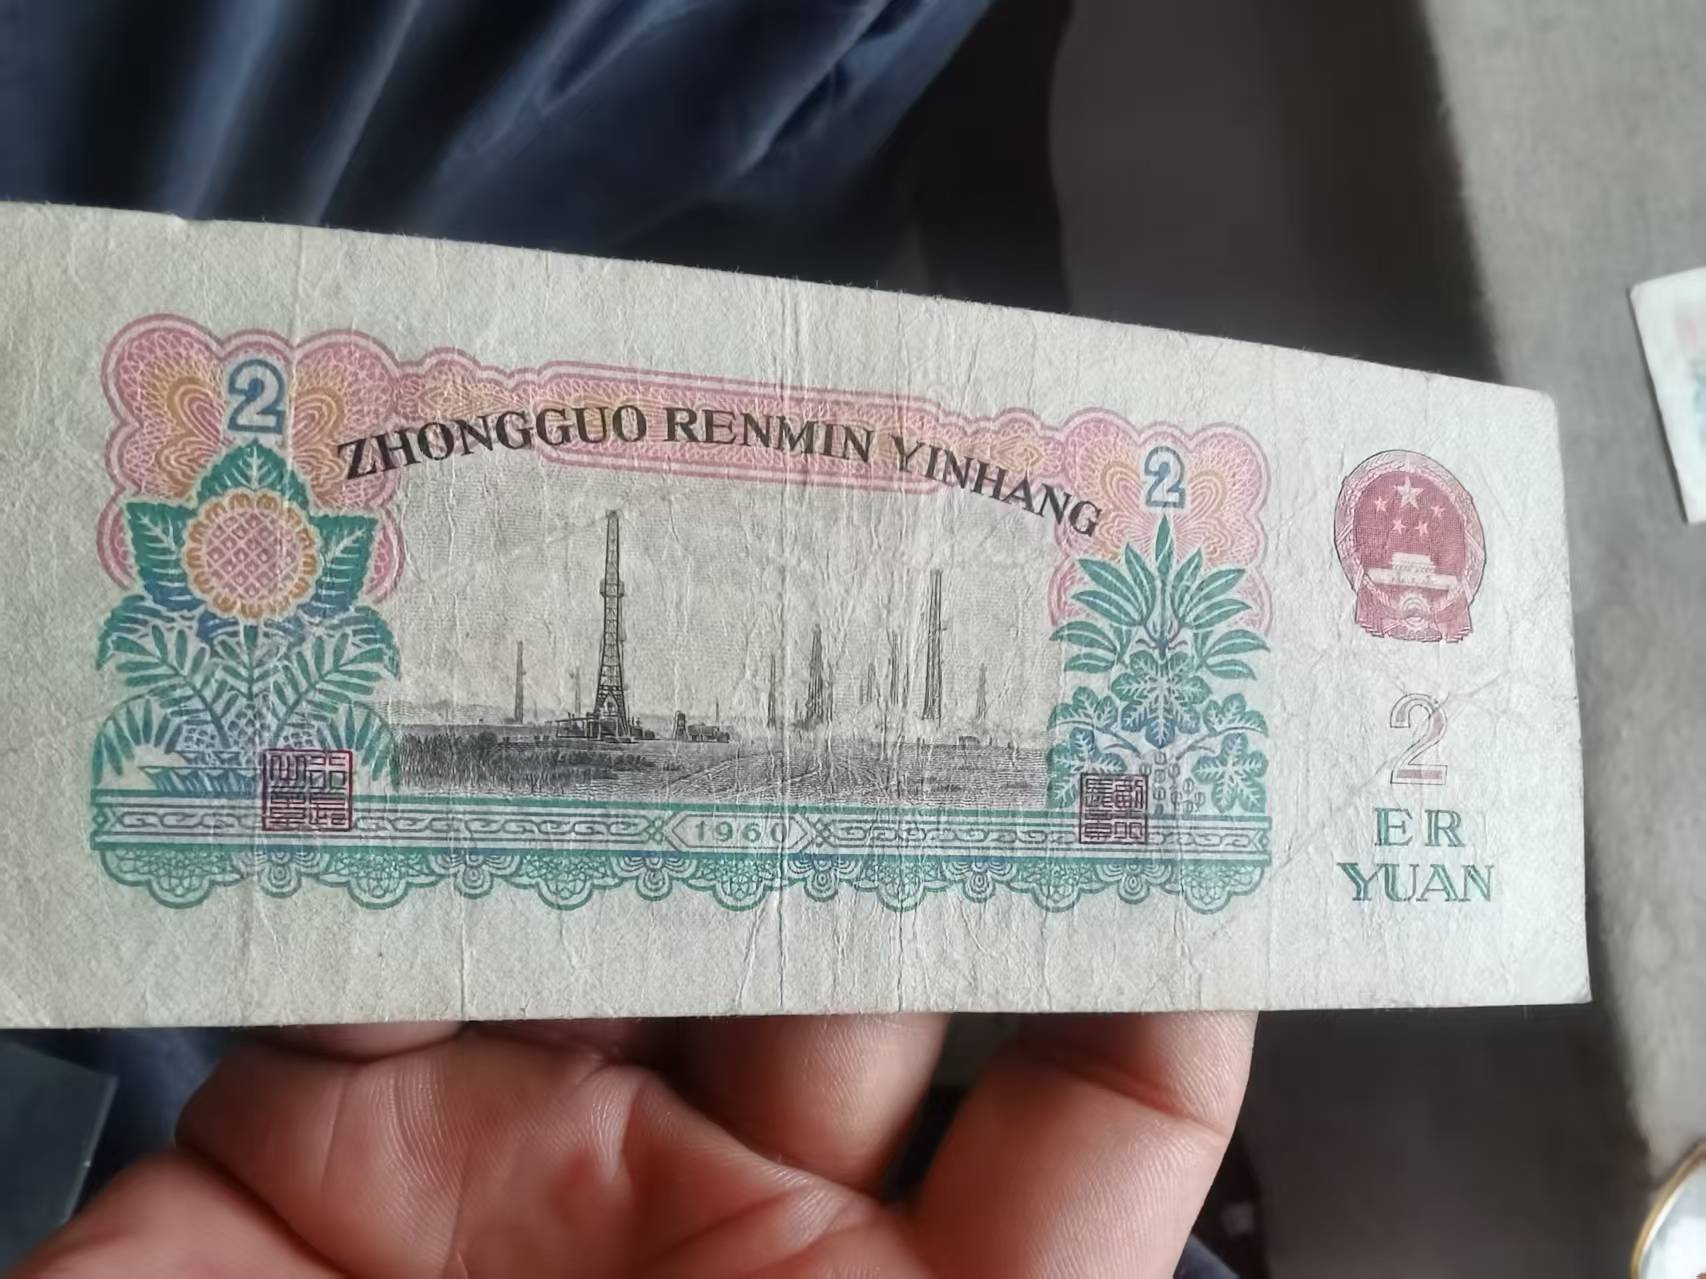 2
ZHONGGUO RENMIN YINHANG
2
1960
2
ER
YUAN